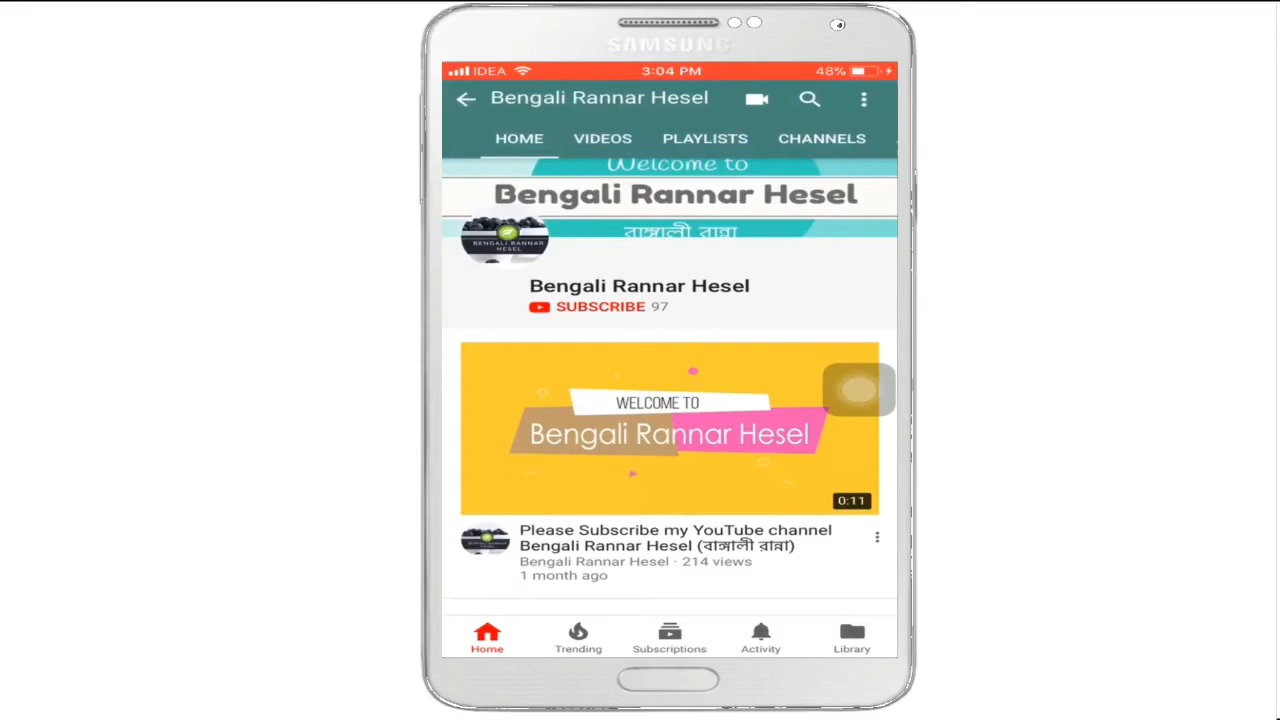 SAMSUNG
IDEA 3:04 PM 48%
Bengali Rannar Hesel
HOME VIDEOS PLAYLISTS CHANNELS
Welcome to
Bengali Rannar Hesel
বাঙ্গালী রান্না
BENGALI RANNAR
HESEL
Bengali Rannar Hesel
SUBSCRIBE 97
WELCOME TO
Bengali Rannar Hesel
0:11
Please Subscribe my YouTube channel
Bengali Rannar Hesel (বাঙ্গালী রান্না)
Bengali Rannar Hesel · 214 views
1 month ago
Home Trending Subscriptions Activity Library